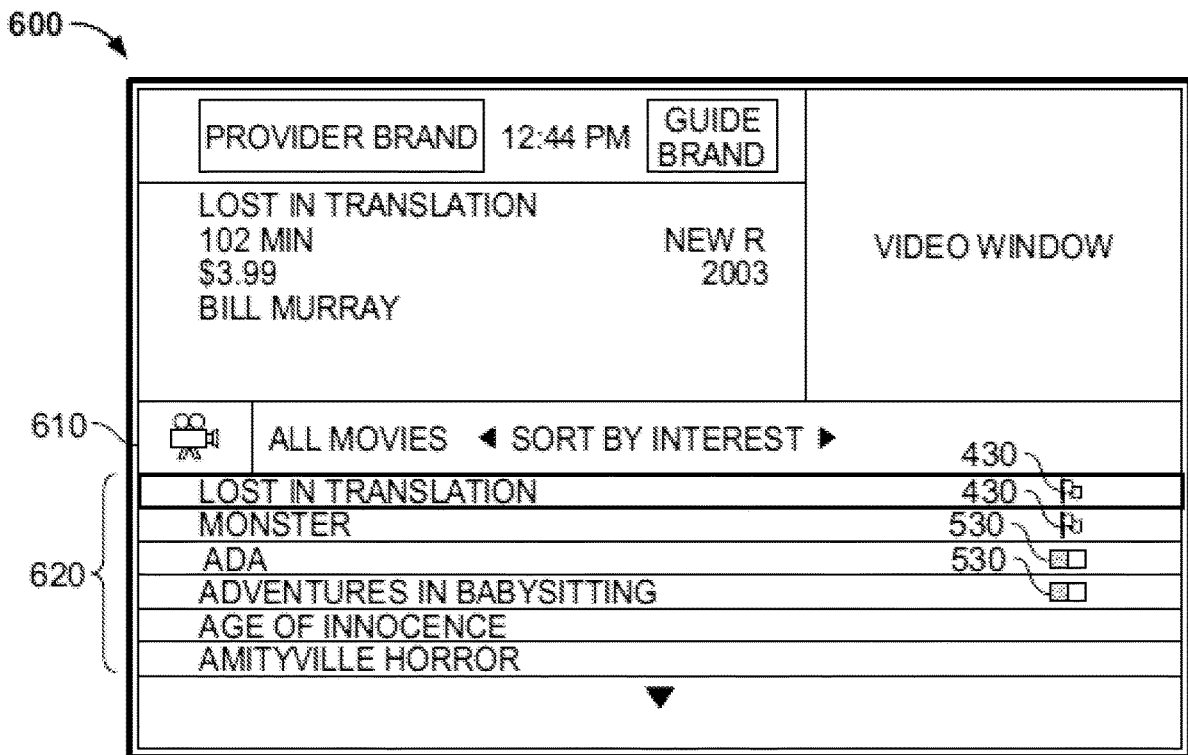 600
PROVIDER BRAND 12:44 PM GUIDE BRAND
LOST IN TRANSLATION
102 MIN NEW R
$3.99 2003
BILL MURRAY
VIDEO WINDOW
610
ALL MOVIES ◀ SORT BY INTEREST ▶
430
LOST IN TRANSLATION 430
MONSTER 530
ADA 530
620
ADVENTURES IN BABYSITTING
AGE OF INNOCENCE
AMITYVILLE HORROR